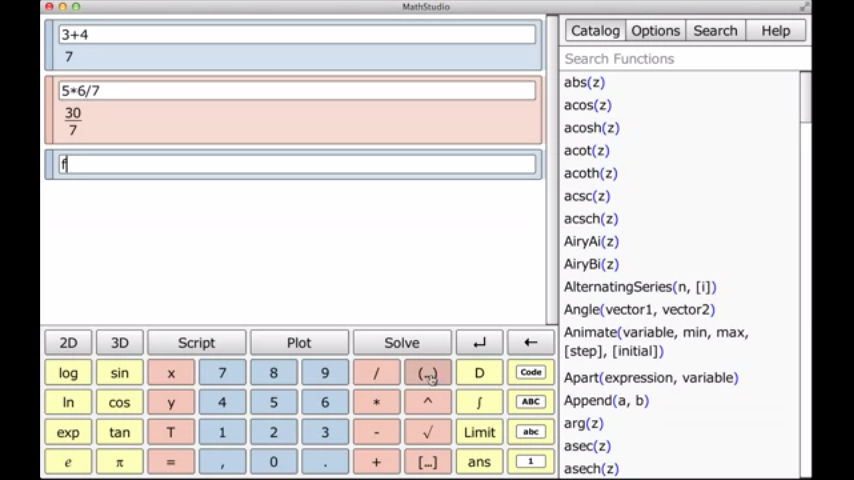 MathStudio
3+4
7
5*6/7
30
7
f
Catalog Options Search Help
Search Functions
abs(z)
acos(z)
acosh(z)
acot(z)
acoth(z)
acsc(z)
acsch(z)
AiryAi(z)
AiryBi(z)
AlternatingSeries(n, [i])
Angle(vector1, vector2)
Animate(variable, min, max,
[step], [initial])
Apart(expression, variable)
Append(a, b)
arg(z)
asec(z)
asech(z)
2D 3D Script Plot Solve ↵ ←
log sin x 7 8 9 / (...) D Code
ln cos y 4 5 6 * ^ ∫ ABC
exp tan T 1 2 3 - √ Limit abc
e π = , 0 . + [...] ans 1